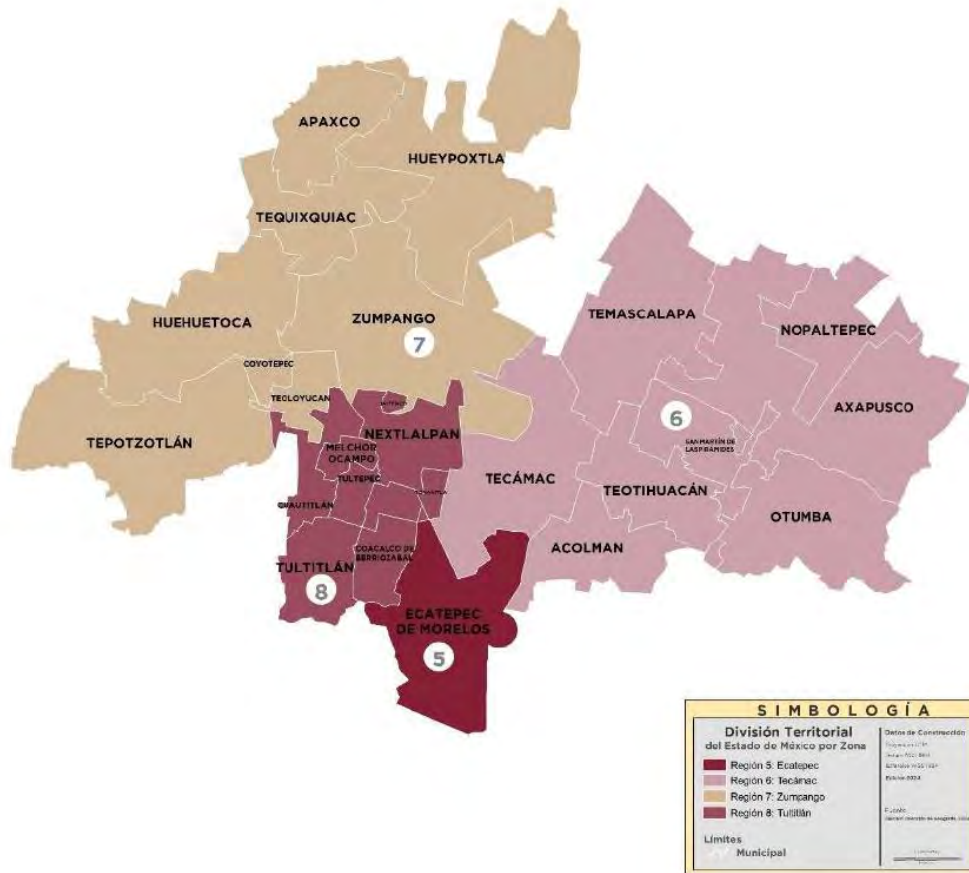 APAXCO
HUEYPOXTLA
TEQUIXQUIAC
TEMASCALAPA
HUEHUETOCA
ZUMPANGO
7
NOPALTEPEC
COYOTEPEC
TEOLOYUCAN
AXAPUSCO
6
TEPOTZOTLÁN
NEXTLALPAN
SAN MARTÍN DE
LAS PIRÁMIDES
MELCHOR
OCAMPO
TULTEPEC
TECÁMAC
TEOTIHUACÁN
CUAUTITLÁN
OTUMBA
ACOLMAN
COACALCO DE
BERRIOZÁBAL
TULTITLÁN
8
ECATEPEC
DE MORELOS
5
SIMBOLOGÍA
División Territorial
del Estado de México por Zona
Región 5: Ecatepec
Región 6: Tecámac
Región 7: Zumpango
Región 8: Tultitlán
Límites
Municipal
Datos de Construcción